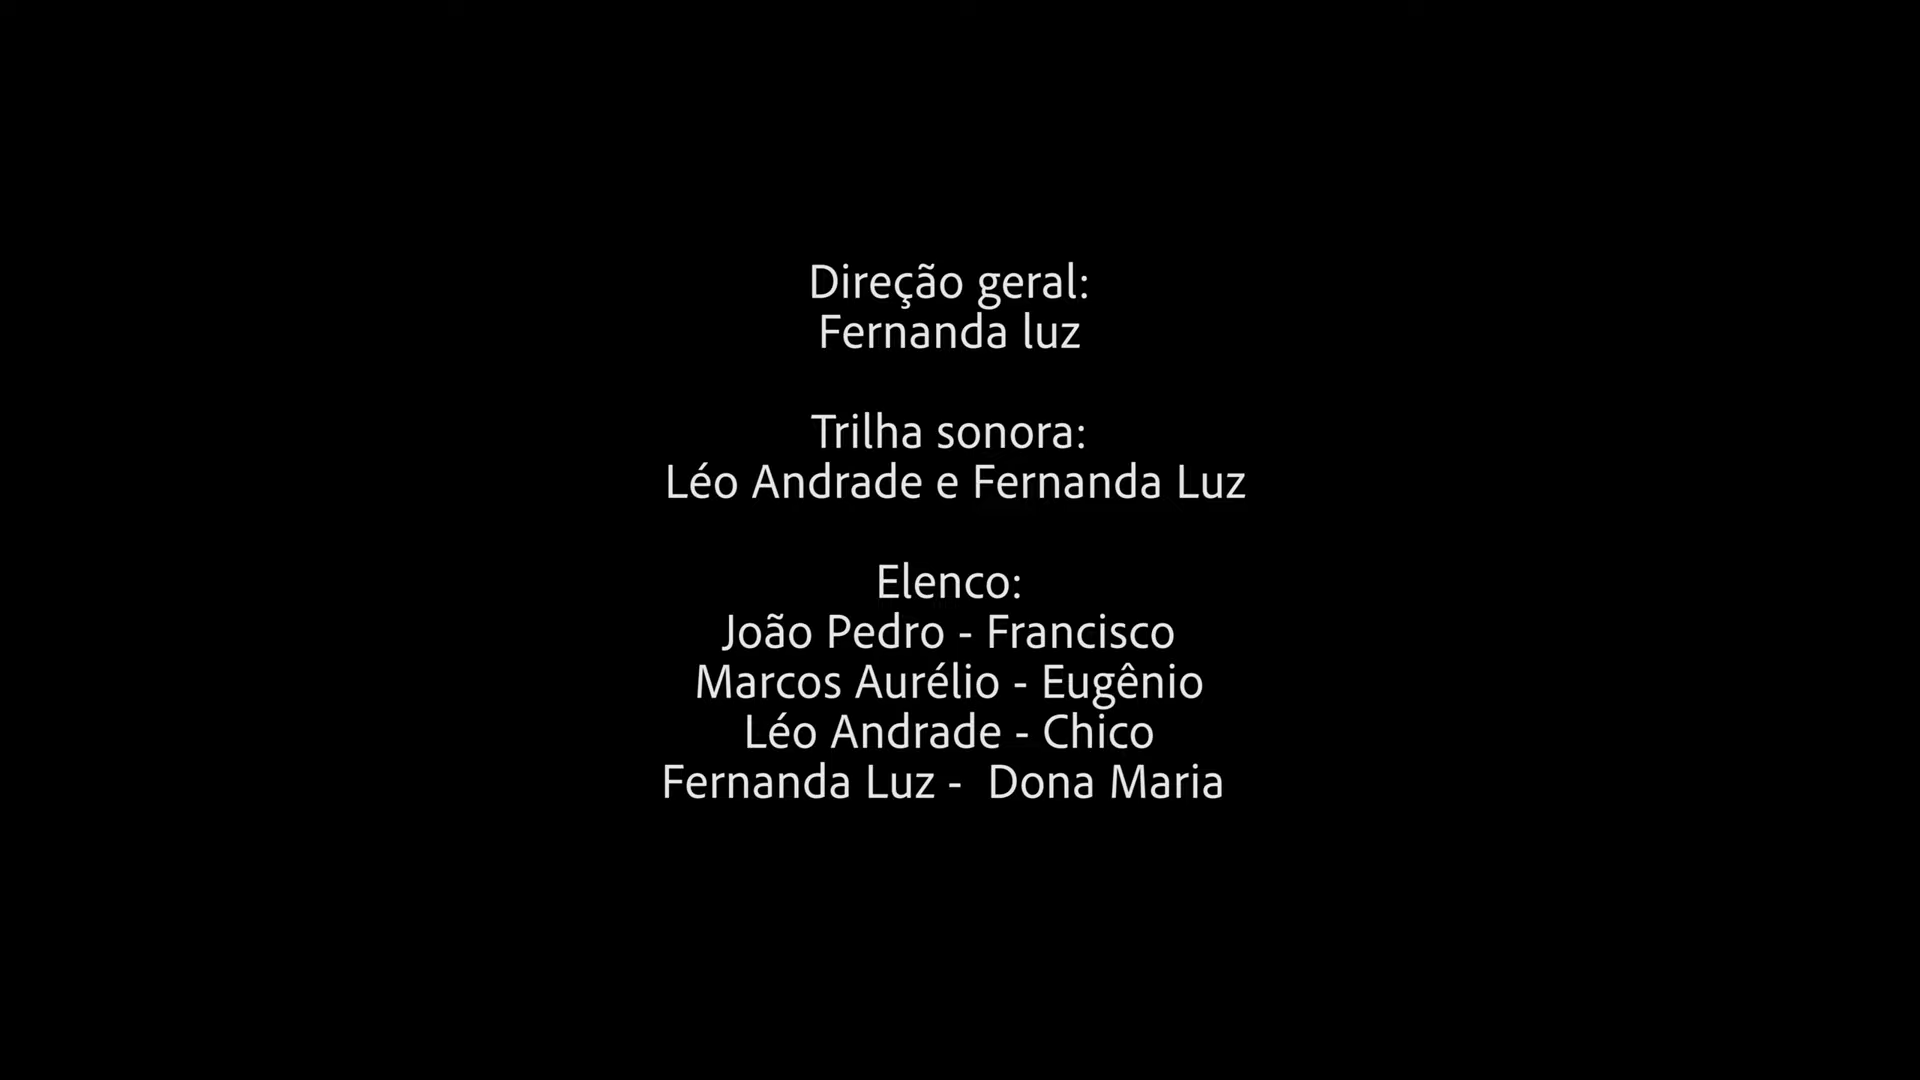 Direção geral:
Fernanda luz
Trilha sonora:
Léo Andrade e Fernanda Luz
Elenco:
João Pedro - Francisco
Marcos Aurélio - Eugênio
Léo Andrade - Chico
Fernanda Luz -  Dona Maria